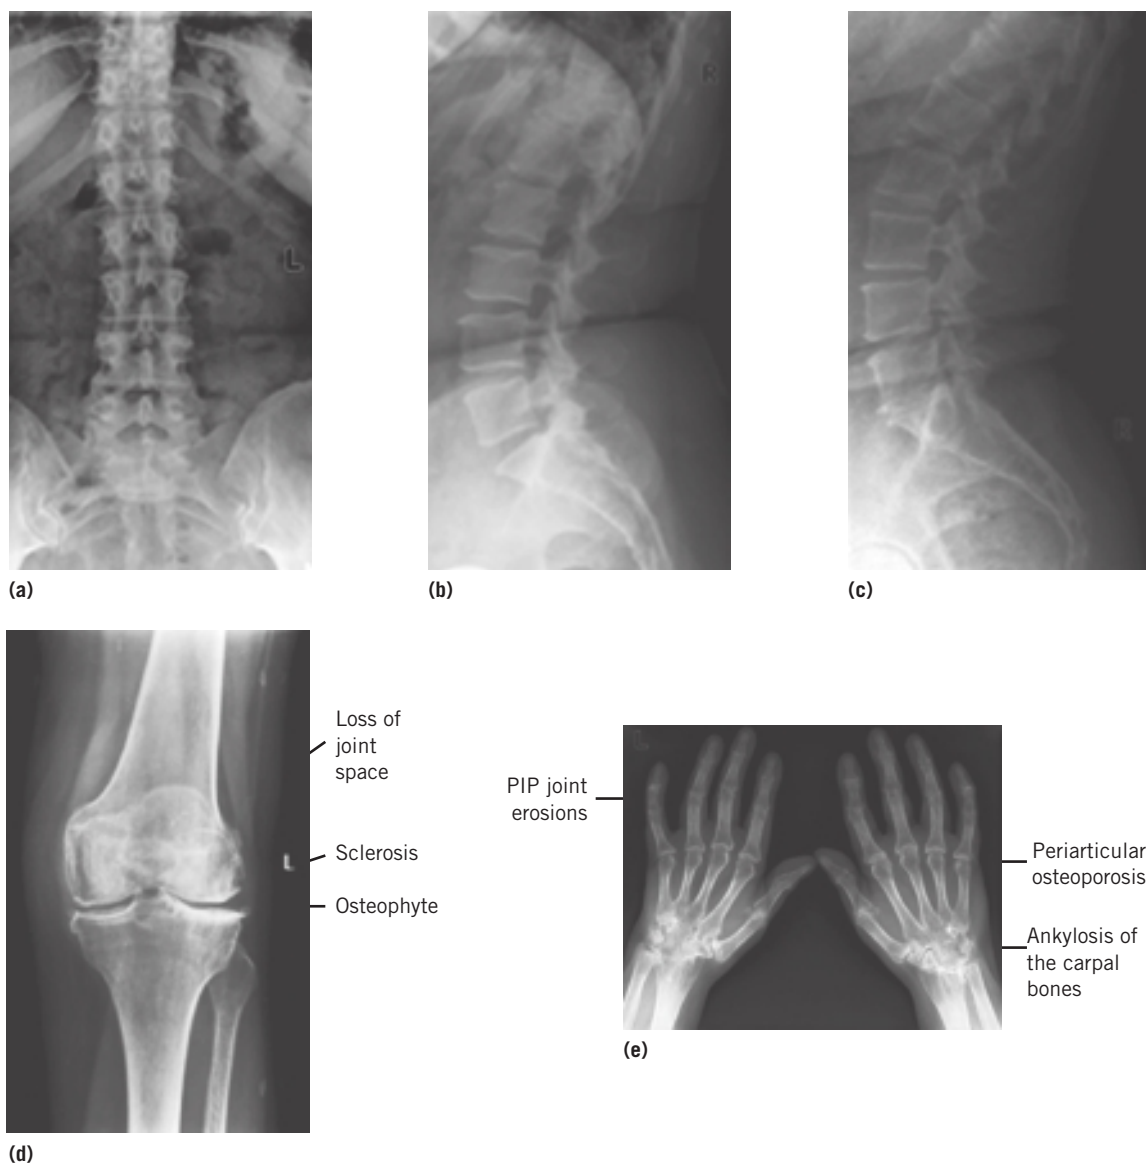 L
R
R
(a)
(b)
(c)
Loss of
joint
space
L
Sclerosis
Osteophyte
L
PIP joint
erosions
Periarticular
osteoporosis
Ankylosis of
the carpal
bones
(e)
(d)